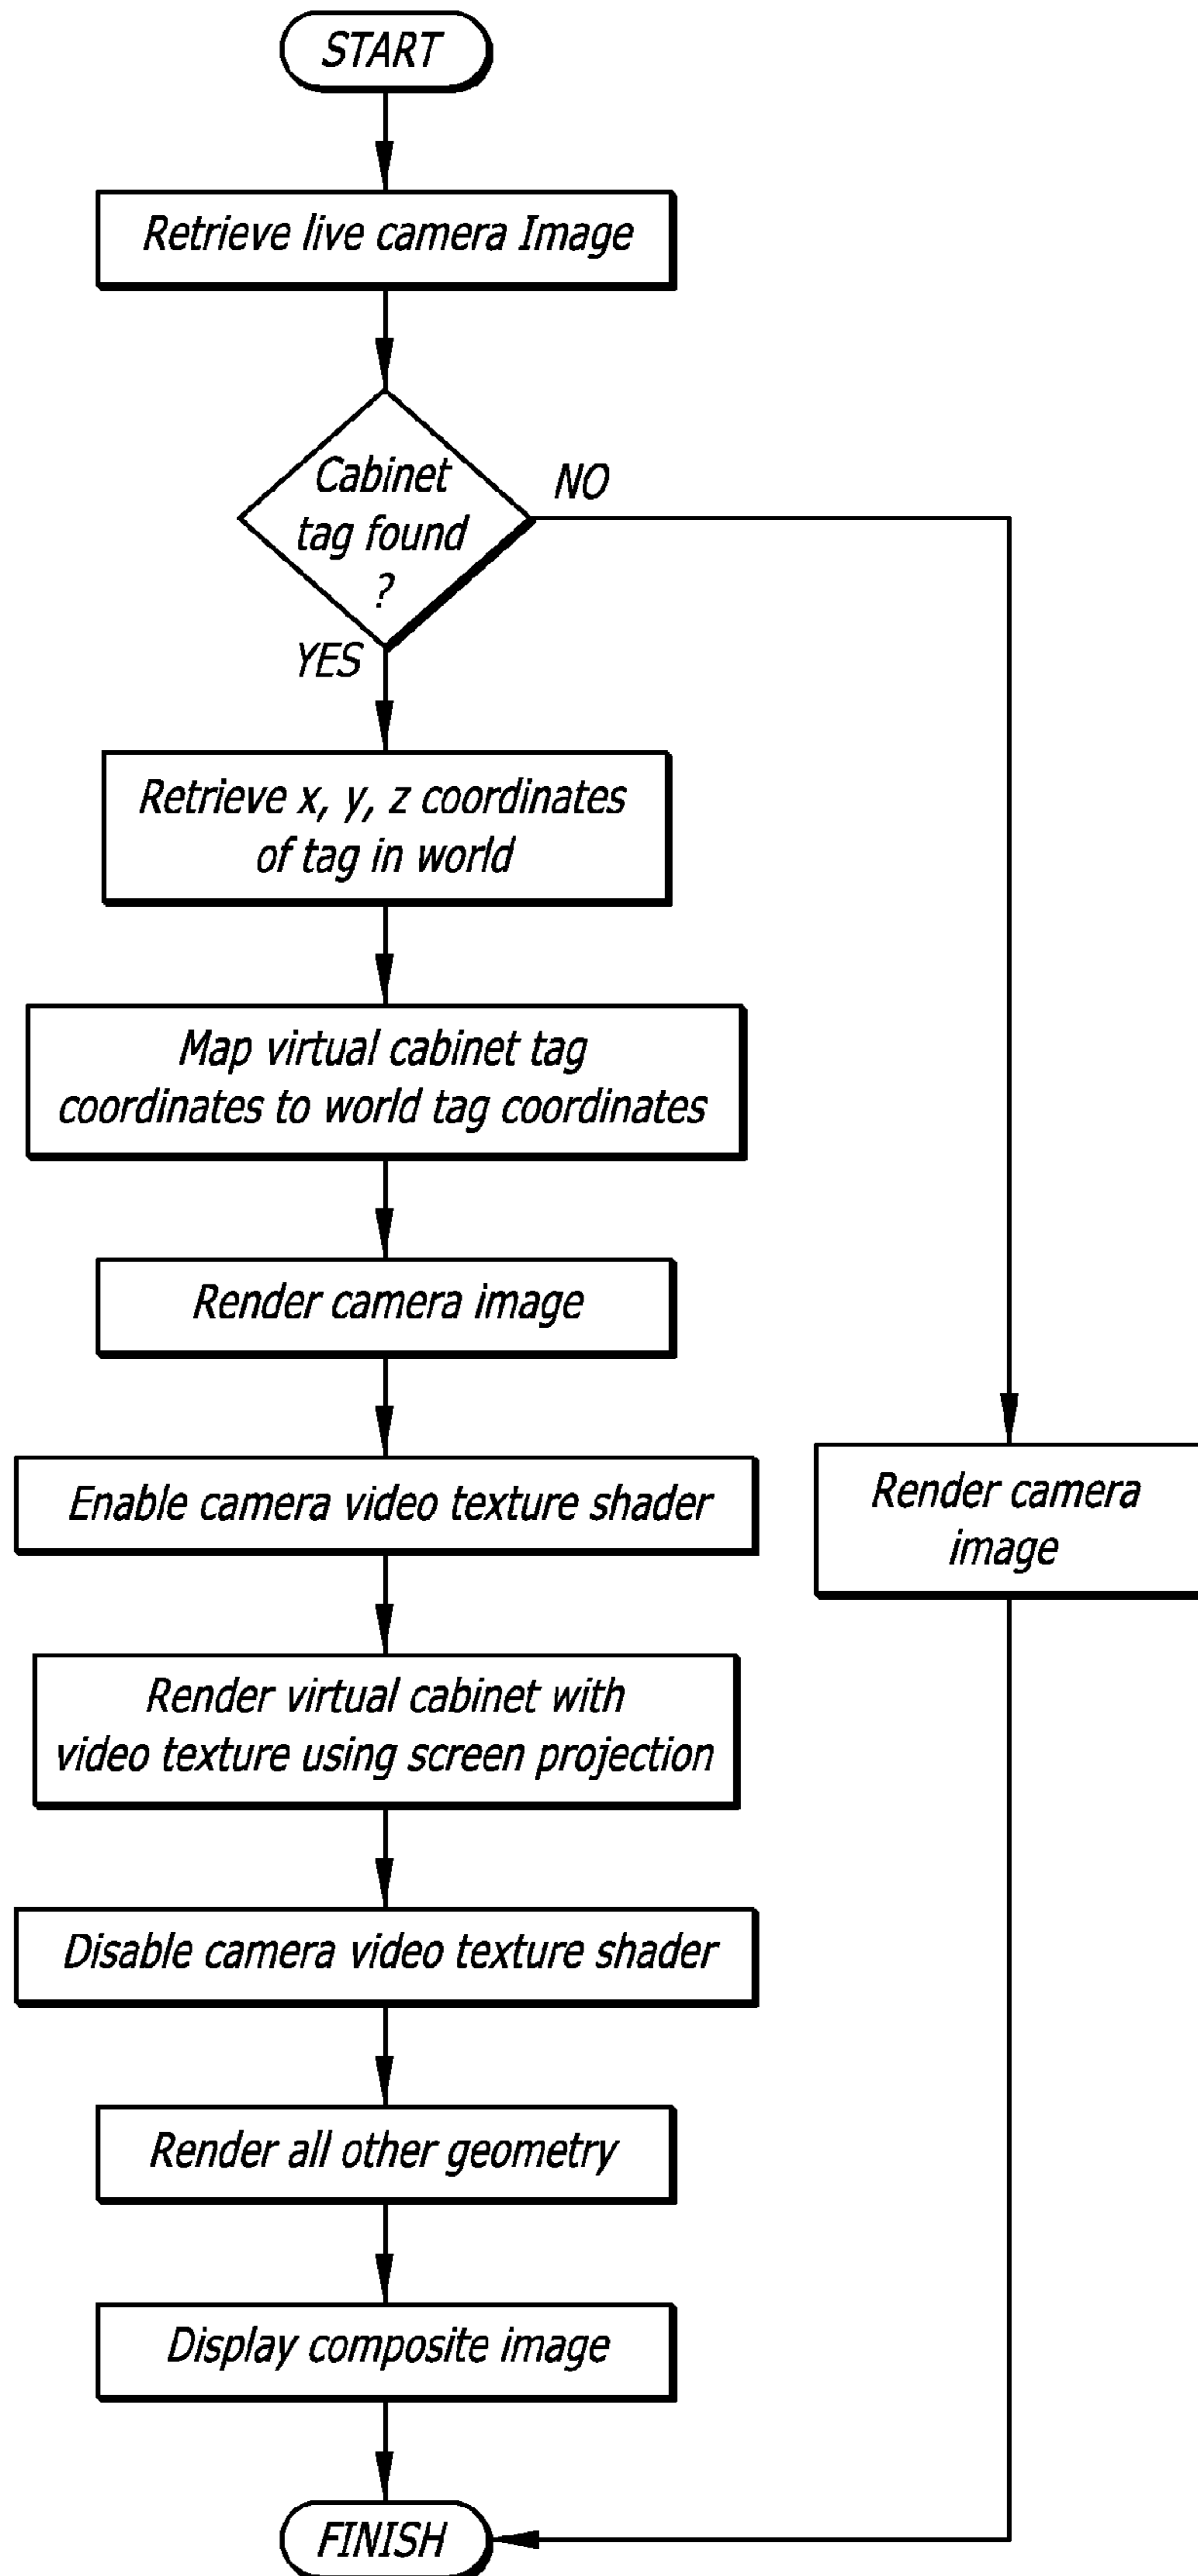 START
Retrieve live camera Image
Cabinet
tag found
?
NO
YES
Retrieve x, y, z coordinates
of tag in world
Map virtual cabinet tag
coordinates to world tag coordinates
Render camera image
Enable camera video texture shader
Render camera
image
Render virtual cabinet with
video texture using screen projection
Disable camera video texture shader
Render all other geometry
Display composite image
FINISH